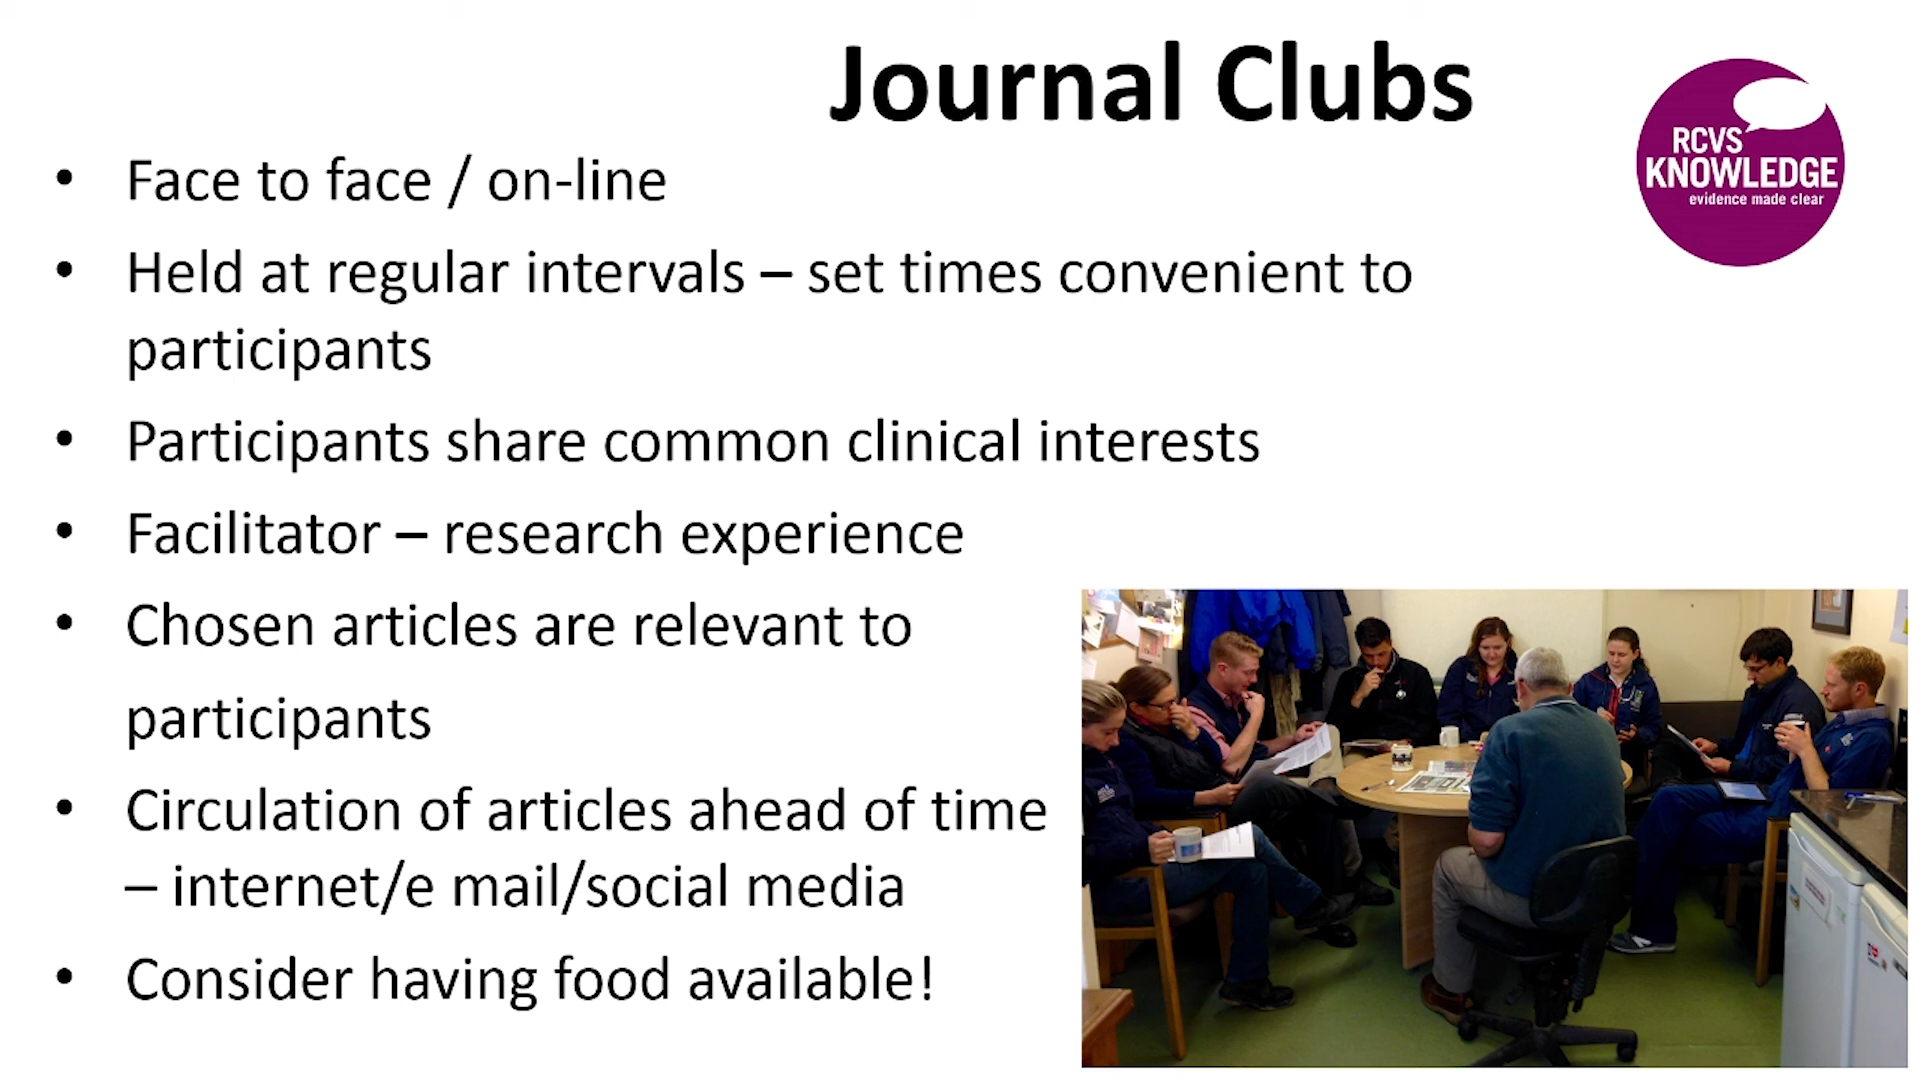 Journal Clubs
RCVS
KNOWLEDGE
evidence made clear
• Face to face / on-line
• Held at regular intervals – set times convenient to
participants
• Participants share common clinical interests
• Facilitator – research experience
• Chosen articles are relevant to
participants
• Circulation of articles ahead of time
– internet/e mail/social media
• Consider having food available!